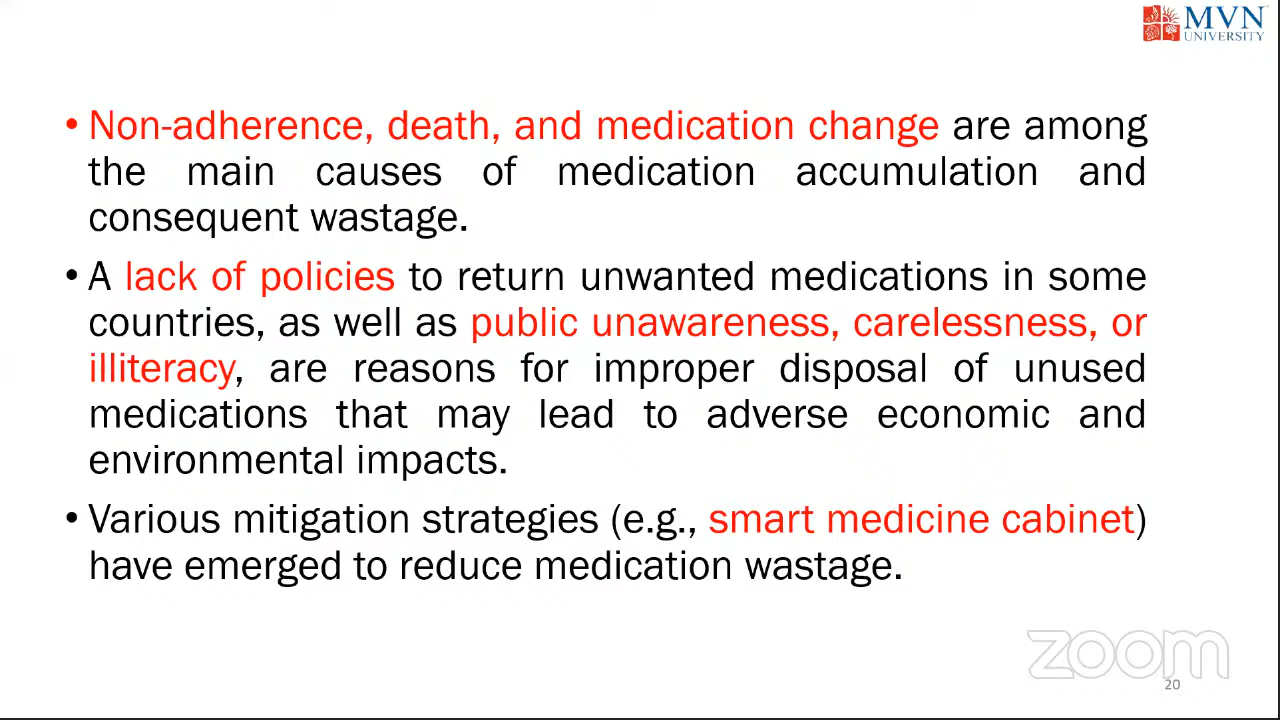 MVN
UNIVERSITY
• Non-adherence, death, and medication change are among
the main causes of medication accumulation and
consequent wastage.
• A lack of policies to return unwanted medications in some
countries, as well as public unawareness, carelessness, or
illiteracy, are reasons for improper disposal of unused
medications that may lead to adverse economic and
environmental impacts.
• Various mitigation strategies (e.g., smart medicine cabinet)
have emerged to reduce medication wastage.
zoom
20